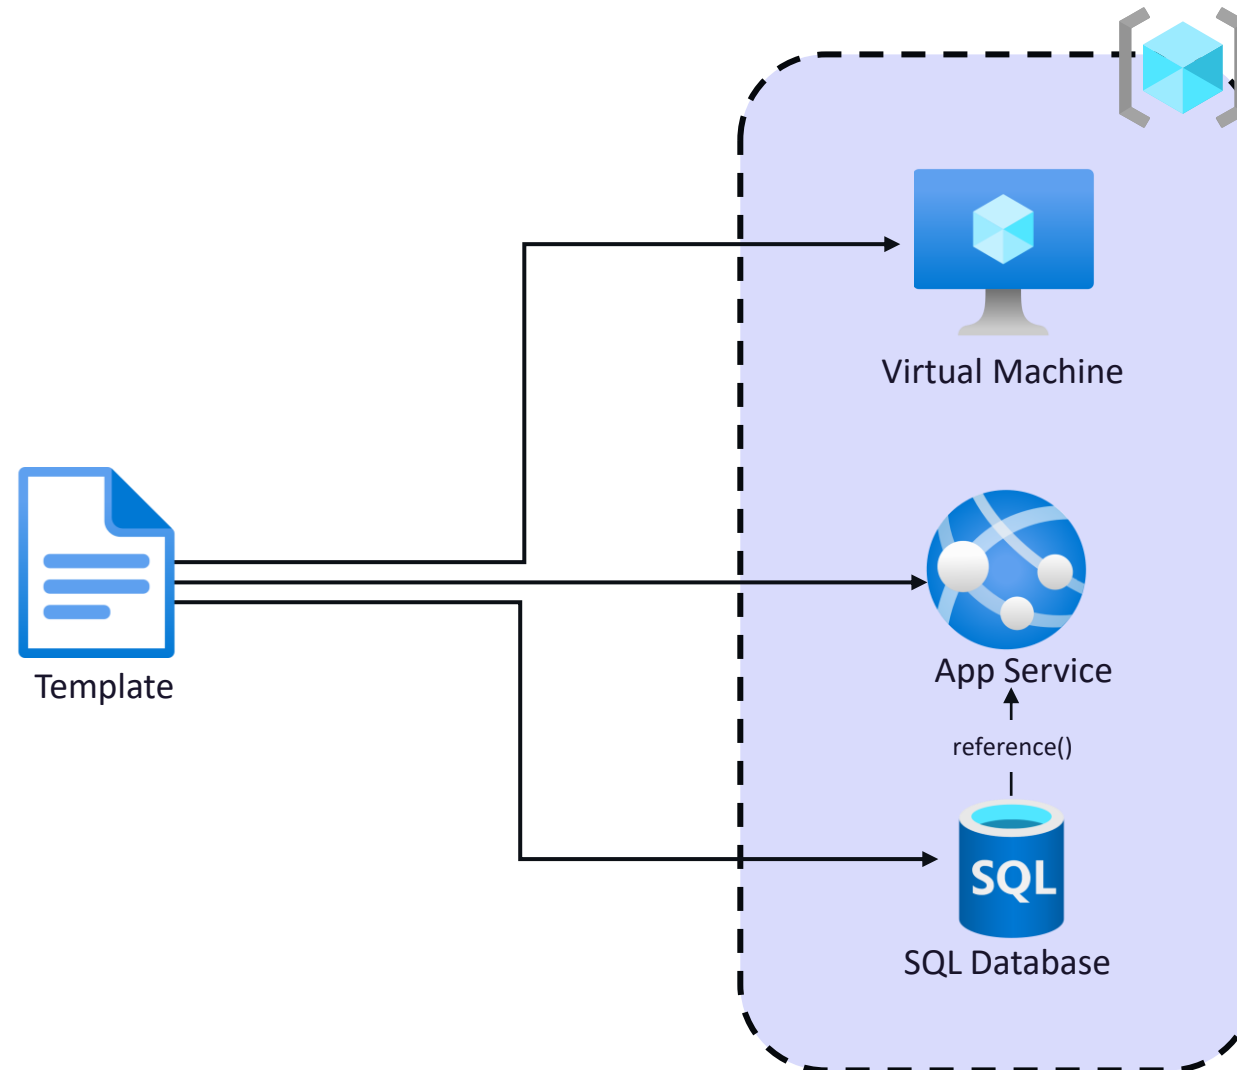 Virtual Machine
Template
App Service
reference()
SQL
SQL Database